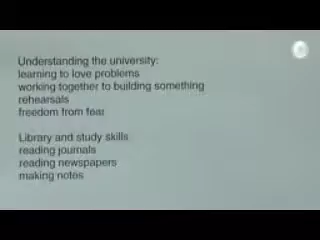 Understanding the university:
learning to love problems
working together to building something
rehearsals
freedom from fear
Library and study skills
reading journals
reading newspapers
making notes